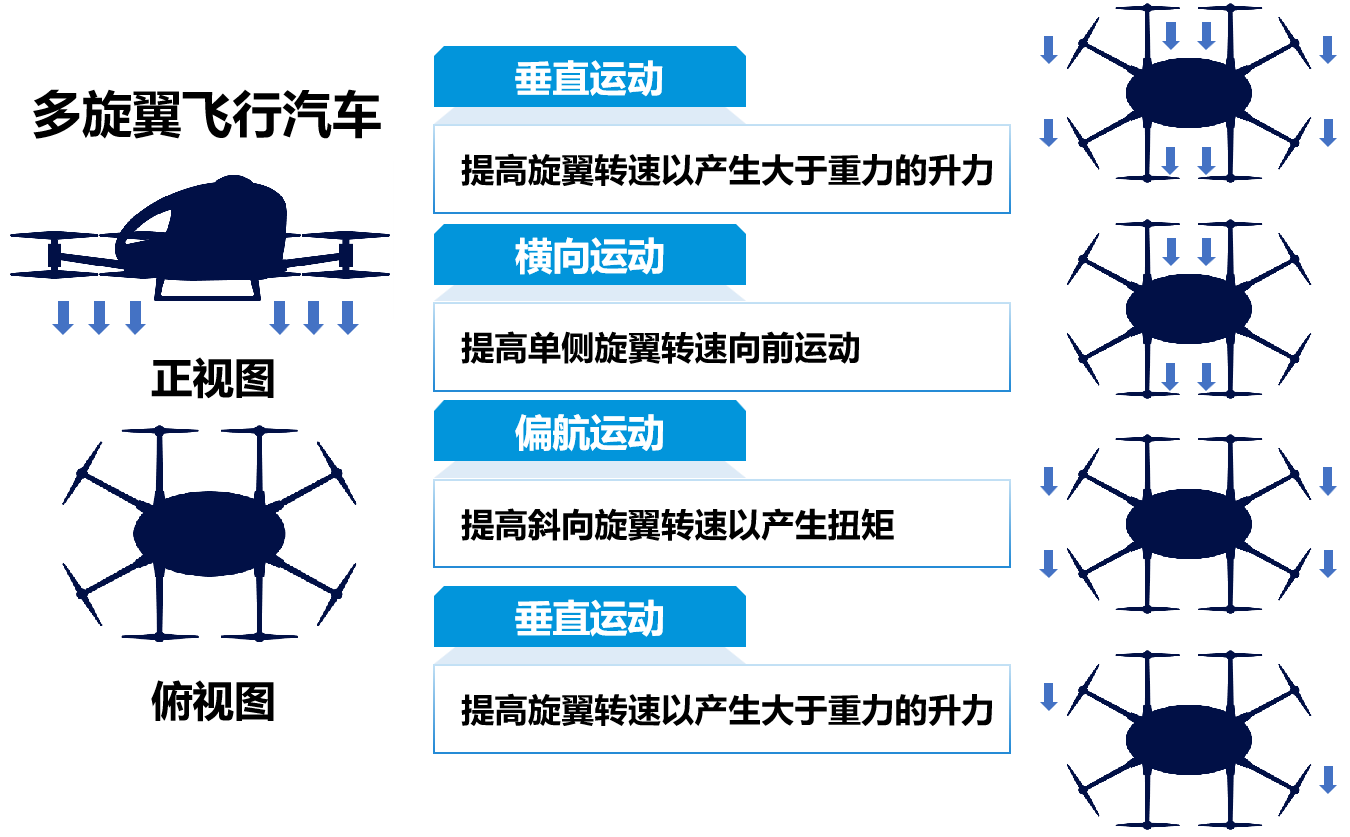 多旋翼飞行汽车
正视图
俯视图
垂直运动
提高旋翼转速以产生大于重力的升力
横向运动
提高单侧旋翼转速向前运动
偏航运动
提高斜向旋翼转速以产生扭矩
垂直运动
提高旋翼转速以产生大于重力的升力